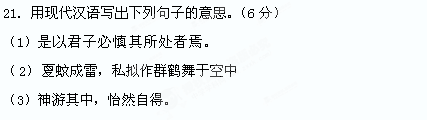 21. 用现代汉语写出下列句子的意思。（6 分）
（1）是以君子必慎其所处者焉。
（2） 夏蚊成雷，私拟作群鹤舞于空中
（3）神游其中，怡然自得。